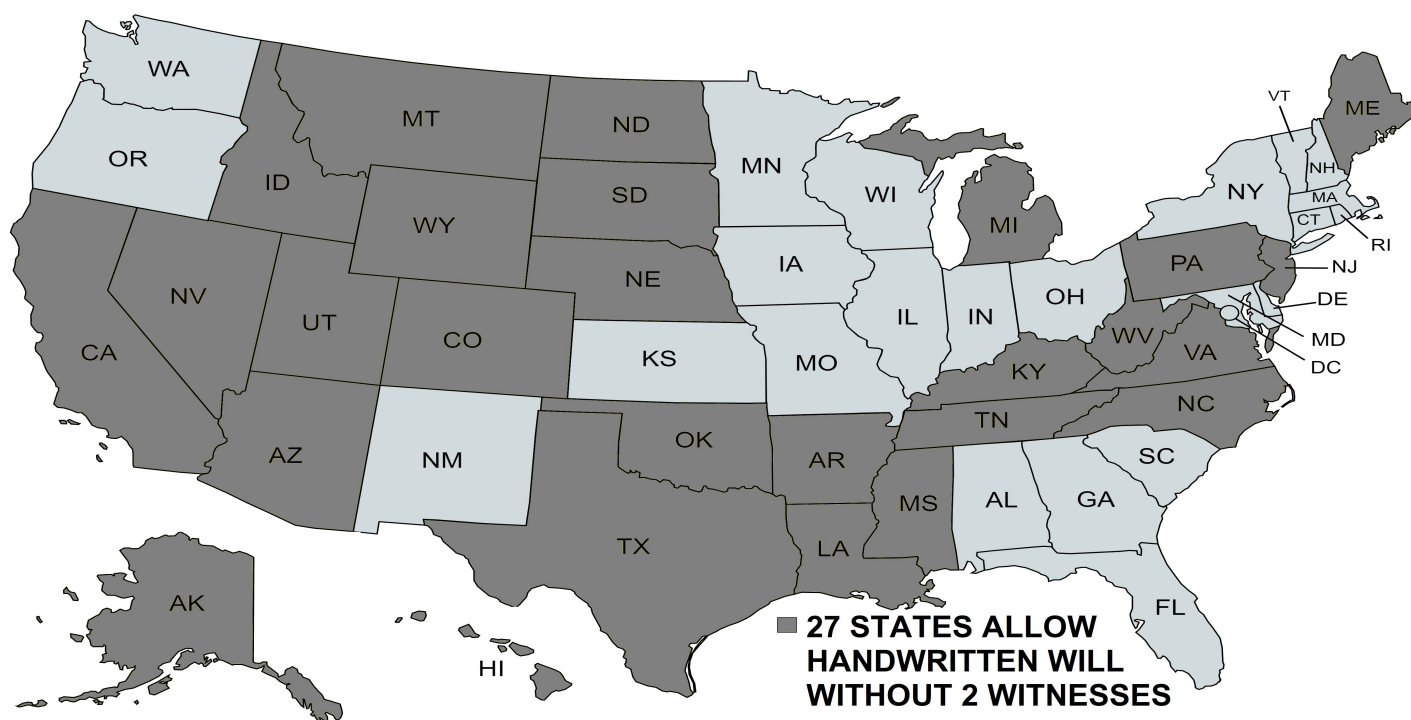 WA
OR
CA
NV
ID
MT
WY
UT
AZ
CO
NM
ND
SD
NE
KS
OK
TX
MN
IA
MO
AR
LA
WI
IL
MS
MI
IN
OH
KY
TN
AL
GA
FL
SC
NC
VA
WV
PA
NY
VT
NH
ME
MA
CT
RI
NJ
DE
MD
DC
AK
HI
27 STATES ALLOW
HANDWRITTEN WILL
WITHOUT 2 WITNESSES